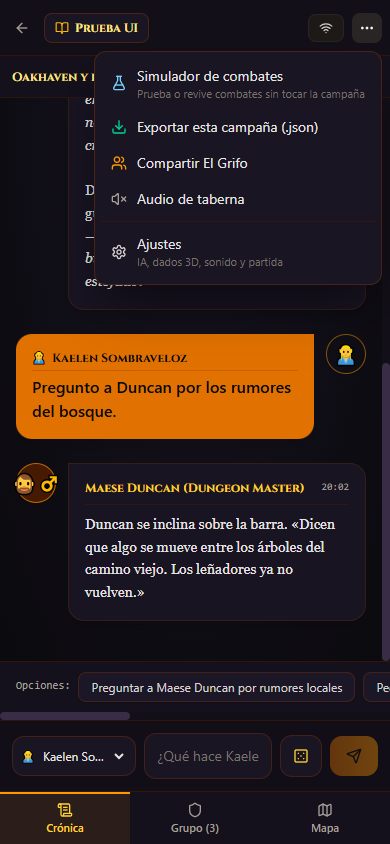 Prueba UI
Oakhaven y
Simulador de combates
Prueba o revive combates sin tocar la campaña
Exportar esta campaña (.json)
Compartir El Grifo
Audio de taberna
Ajustes
IA, dados 3D, sonido y partida
Kaelen Sombraveloz
Pregunto a Duncan por los rumores
del bosque.
Maese Duncan (Dungeon Master) 20:02
Duncan se inclina sobre la barra. «Dicen
que algo se mueve entre los árboles del
camino viejo. Los leñadores ya no
vuelven.»
Opciones: Preguntar a Maese Duncan por rumores locales Pe
Kaelen So... ¿Qué hace Kaele
Crónica Grupo (3) Mapa